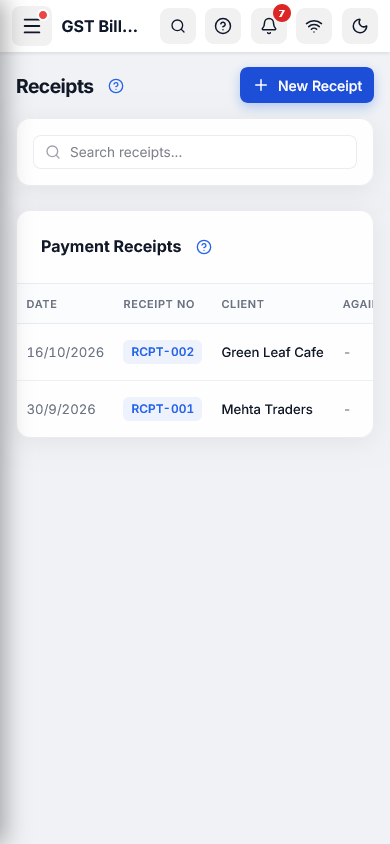 GST Bill...
7
Receipts
New Receipt
Search receipts...
Payment Receipts
DATE RECEIPT NO CLIENT
16/10/2026 RCPT-002 Green Leaf Cafe -
30/9/2026 RCPT-001 Mehta Traders -